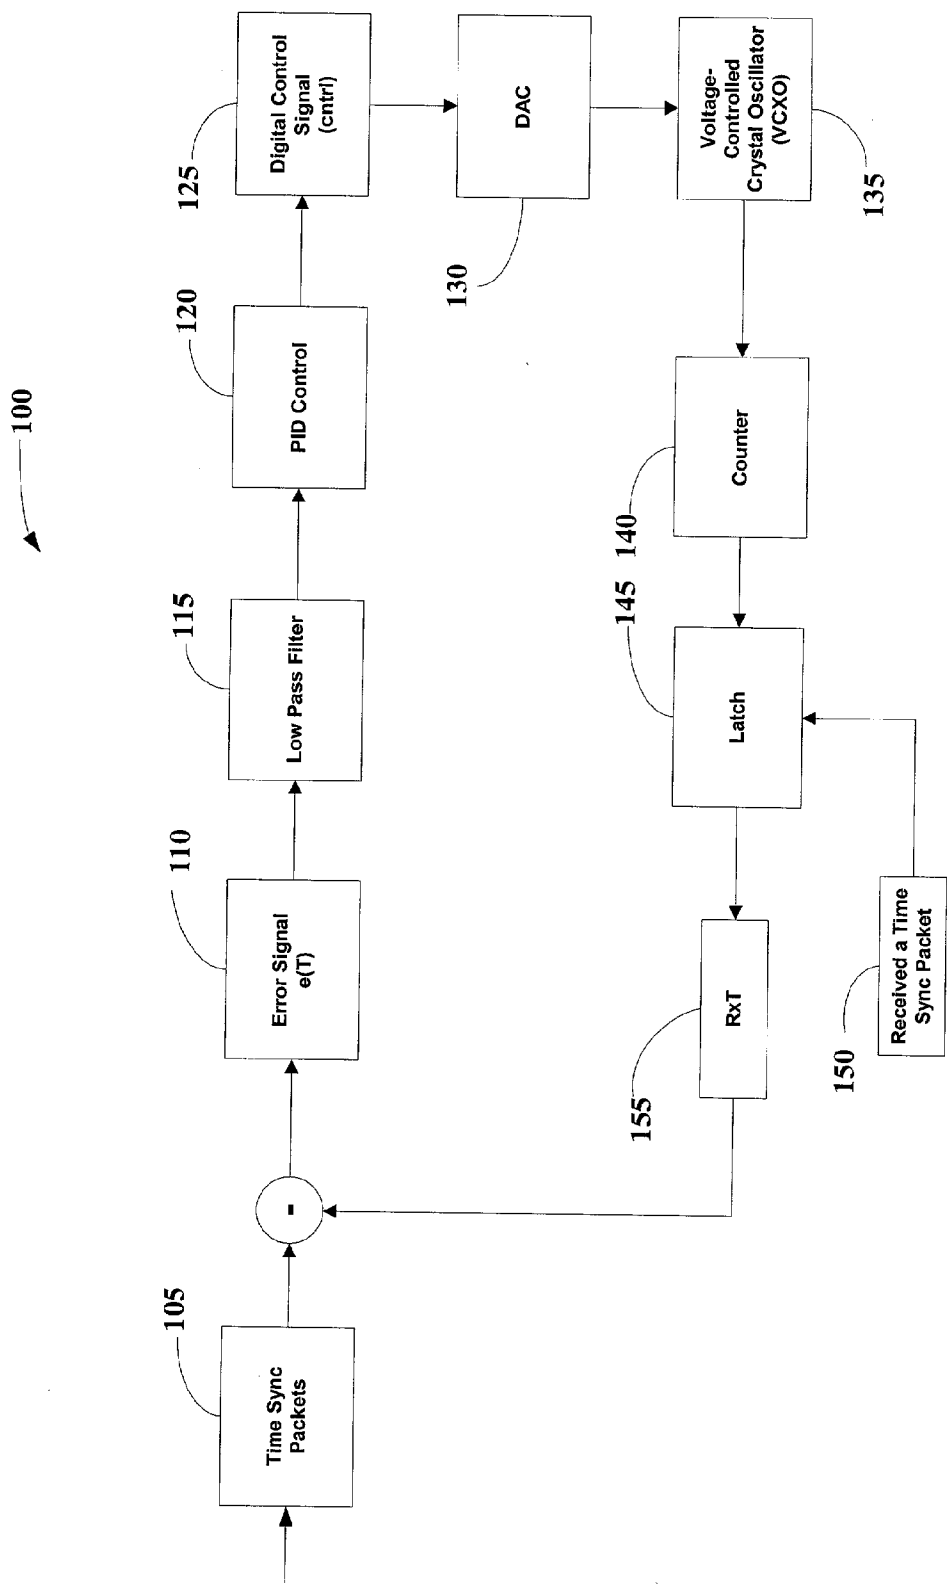 100
105
Time Sync
Packets
-
110
Error Signal
e(T)
115
Low Pass Filter
120
PID Control
125
Digital Control
Signal
(cntrl)
130
DAC
Voltage-
Controlled
Crystal Oscillator
(VCXO)
135
140
Counter
145
Latch
155
RxT
150
Received a Time
Sync Packet